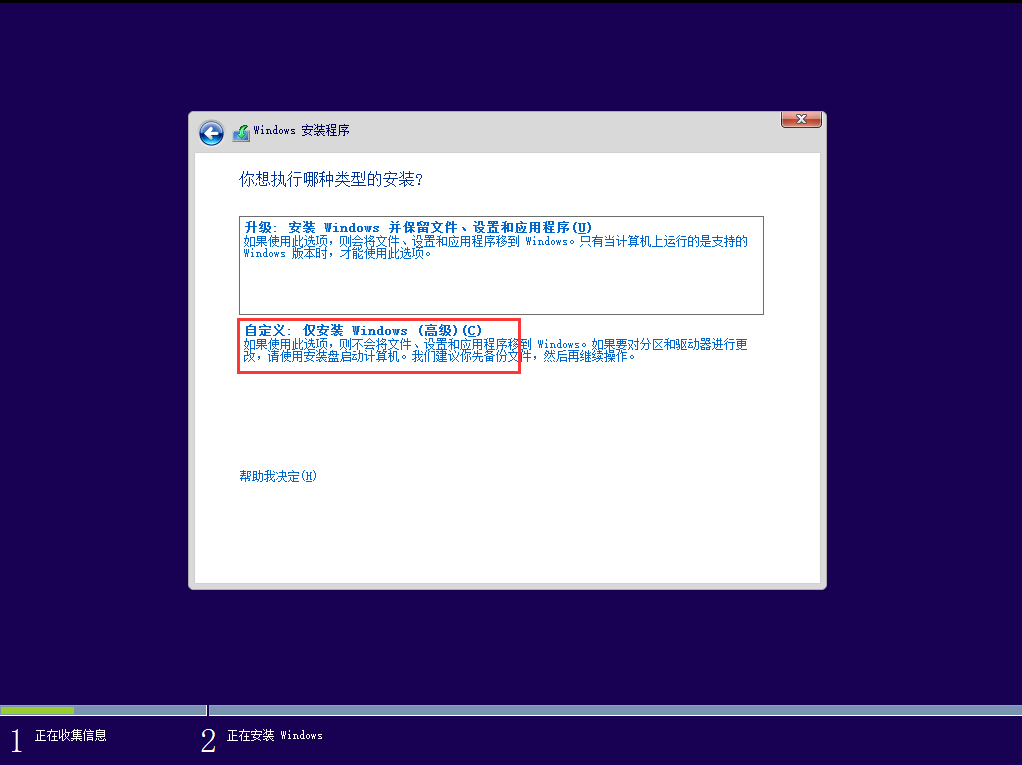 Windows 安装程序
你想执行哪种类型的安装?
升级: 安装 Windows 并保留文件、设置和应用程序(U)
如果使用此选项，则会将文件、设置和应用程序移到 Windows。只有当计算机上运行的是支持的
Windows 版本时，才能使用此选项。
自定义: 仅安装 Windows (高级)(C)
如果使用此选项，则不会将文件、设置和应用程序移到 Windows。如果要对分区和驱动器进行更
改，请使用安装盘启动计算机。我们建议你先备份文件，然后再继续操作。
帮助我决定(H)
1 正在收集信息
2 正在安装 Windows